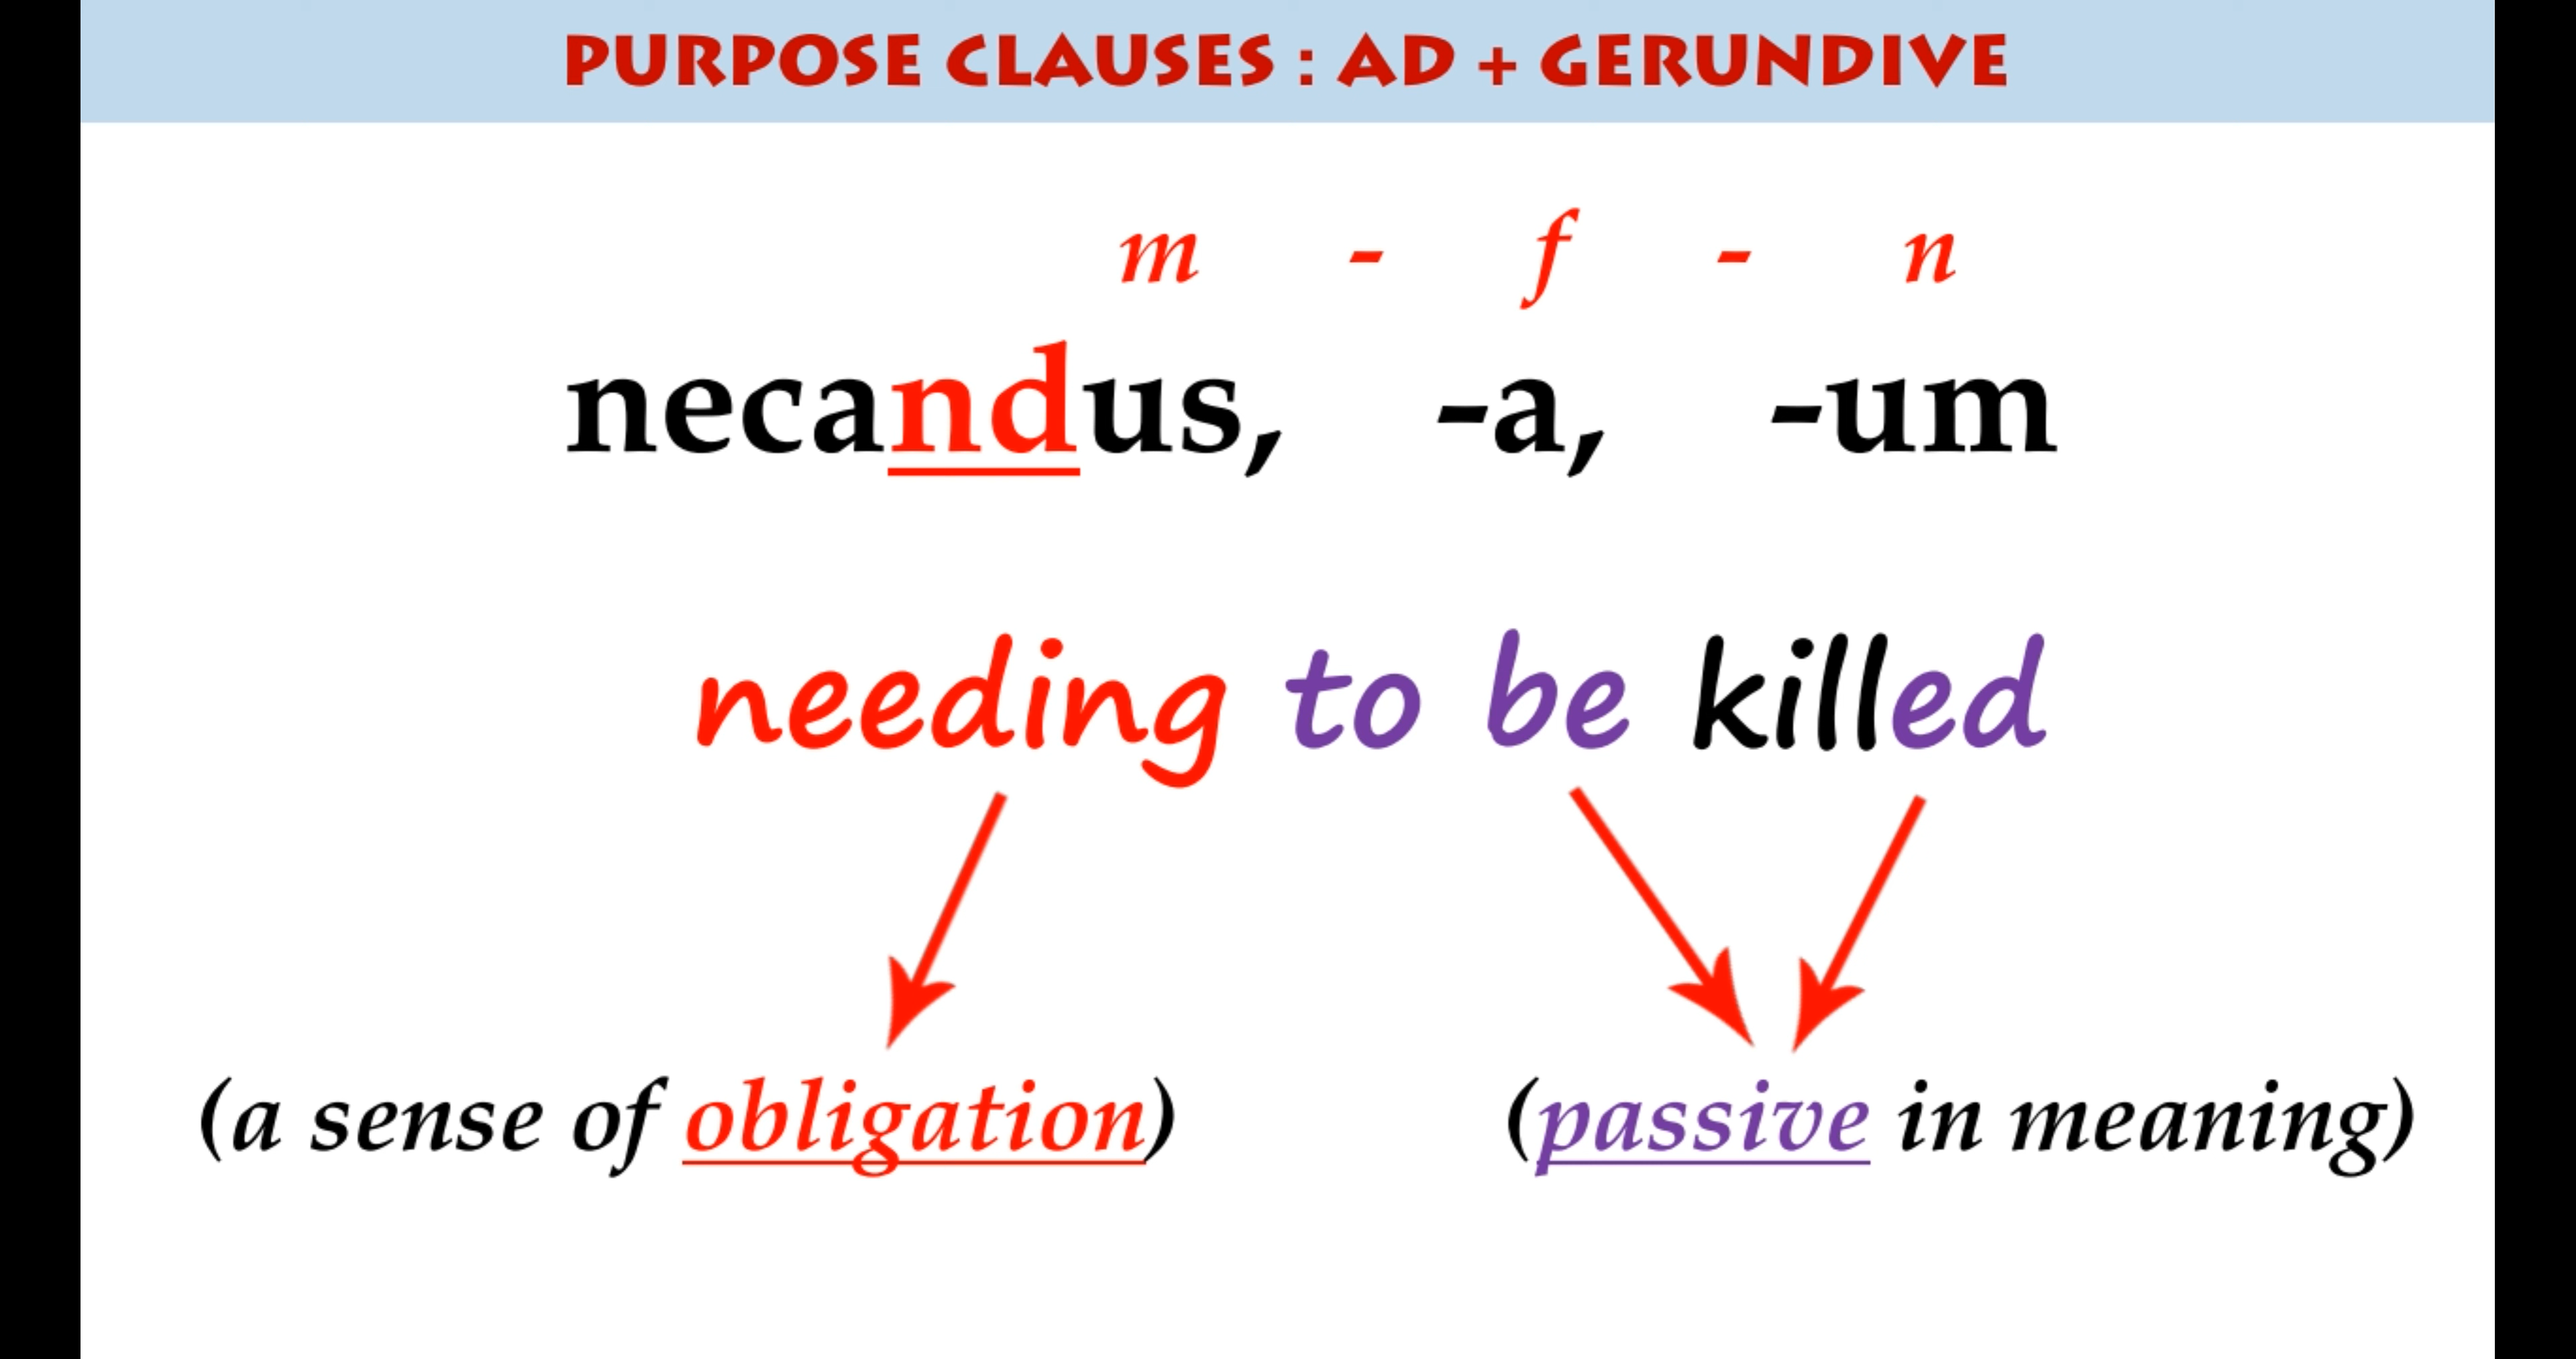 PURPOSE CLAUSES : AD + GERUNDIVE
m - f - n
necandus, -a, -um
needing to be killed
(a sense of obligation) (passive in meaning)